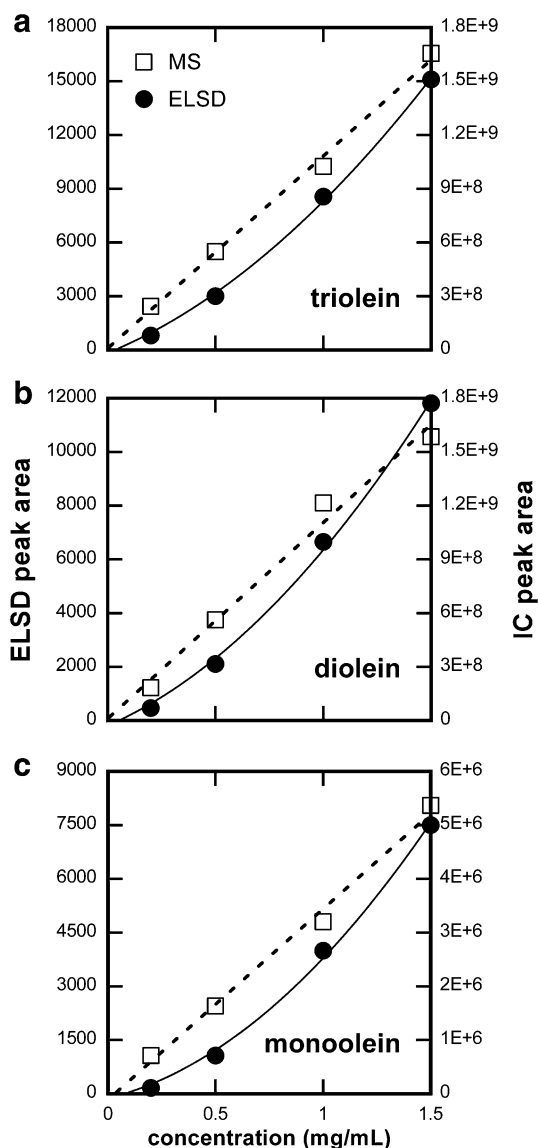 a
18000 1.8E+9
MS
15000 1.5E+9
ELSD
12000 1.2E+9
9000 9E+8
6000 6E+8
3000 triolein 3E+8
0 0
b
12000 1.8E+9
10000 1.5E+9
8000 1.2E+9
ELSD peak area
IC peak area
6000 9E+8
4000 6E+8
2000 diolein 3E+8
0 0
c
9000 6E+6
7500 5E+6
6000 4E+6
4500 3E+6
3000 2E+6
1500 monoolein 1E+6
0 0
0 0.5 1 1.5
concentration (mg/mL)